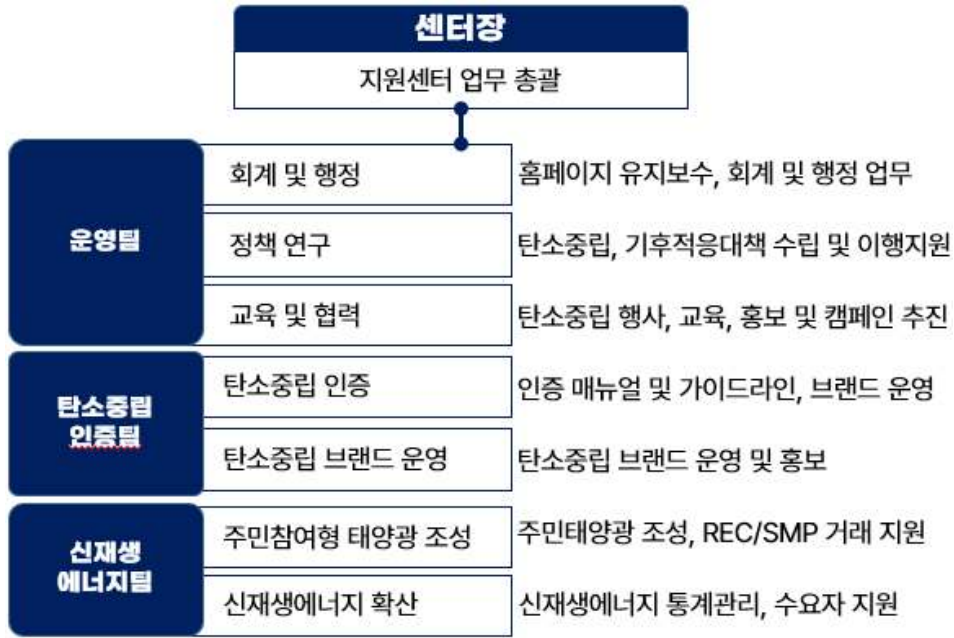 센터장
지원센터 업무 총괄
운영팀
회계 및 행정
홈페이지 유지보수, 회계 및 행정 업무
정책 연구
탄소중립, 기후적응대책 수립 및 이행지원
교육 및 협력
탄소중립 행사, 교육, 홍보 및 캠페인 추진
탄소중립
인증팀
탄소중립 인증
인증 매뉴얼 및 가이드라인, 브랜드 운영
탄소중립 브랜드 운영
탄소중립 브랜드 운영 및 홍보
신재생
에너지팀
주민참여형 태양광 조성
주민태양광 조성, REC/SMP 거래 지원
신재생에너지 확산
신재생에너지 통계관리, 수요자 지원